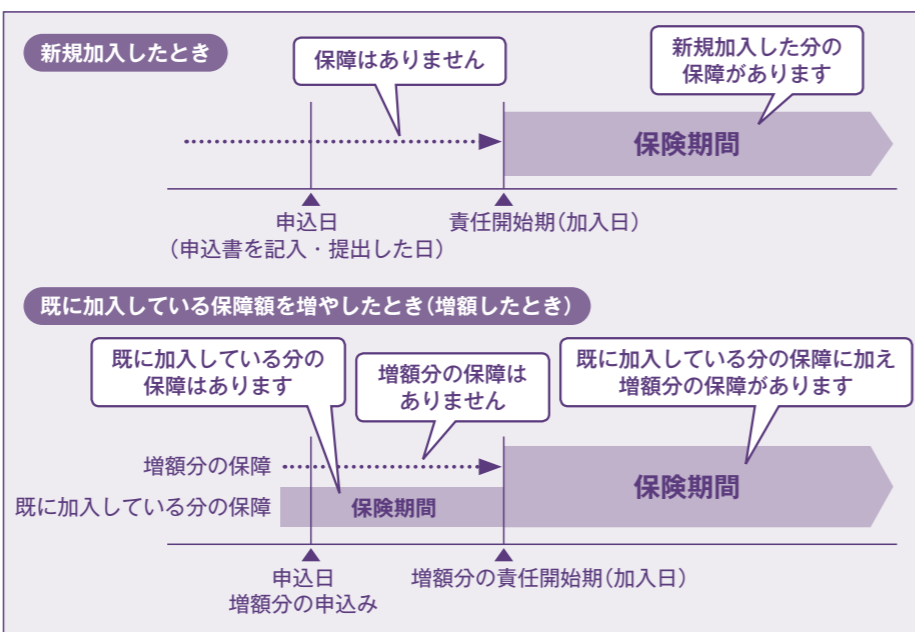 新規加入したとき
保障はありません
新規加入した分の
保障があります
保険期間
申込日
(申込書を記入・提出した日)
責任開始期(加入日)
既に加入している保障額を増やしたとき(増額したとき)
既に加入している分の
保障はあります
増額分の保障は
ありません
既に加入している分の保障に加え
増額分の保障があります
増額分の保障
既に加入している分の保障
保険期間
保険期間
申込日
増額分の申込み
増額分の責任開始期(加入日)